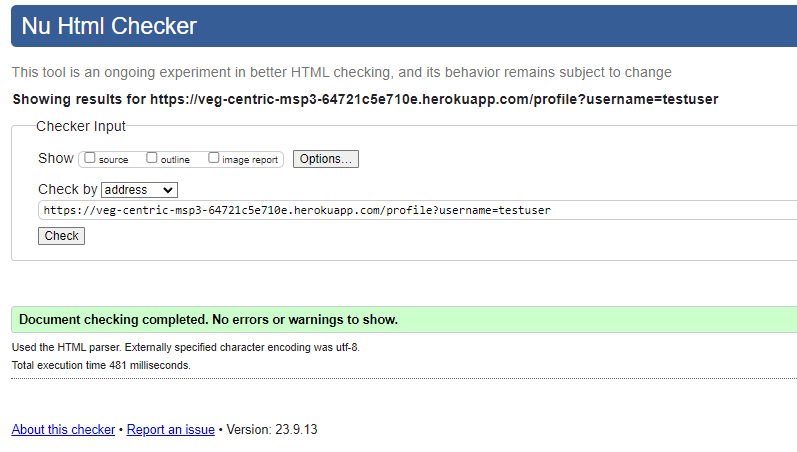 Nu Html Checker
This tool is an ongoing experiment in better HTML checking, and its behavior remains subject to change
Showing results for https://veg-centric-msp3-64721c5e710e.herokuapp.com/profile?username=testuser
Checker Input
Show source outline image report Options...
Check by address
https://veg-centric-msp3-64721c5e710e.herokuapp.com/profile?username=testuser
Check
Document checking completed. No errors or warnings to show.
Used the HTML parser. Externally specified character encoding was utf-8.
Total execution time 481 milliseconds.
About this checker • Report an issue • Version: 23.9.13